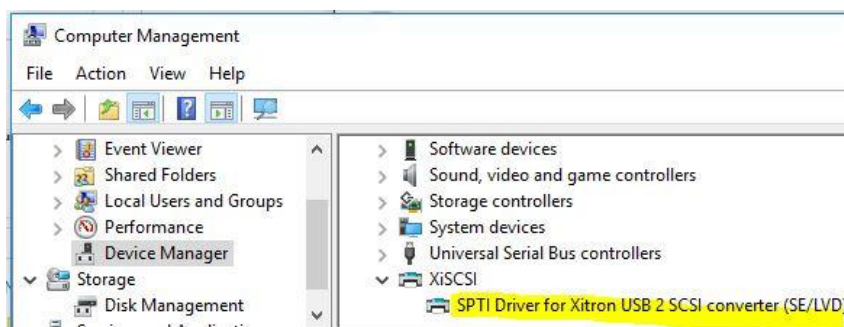 Computer Management
File Action View Help
Event Viewer
Shared Folders
Local Users and Groups
Performance
Device Manager
Storage
Disk Management
Software devices
Sound, video and game controllers
Storage controllers
System devices
Universal Serial Bus controllers
XiSCSI
SPTI Driver for Xitron USB 2 SCSI converter (SE/LVD)